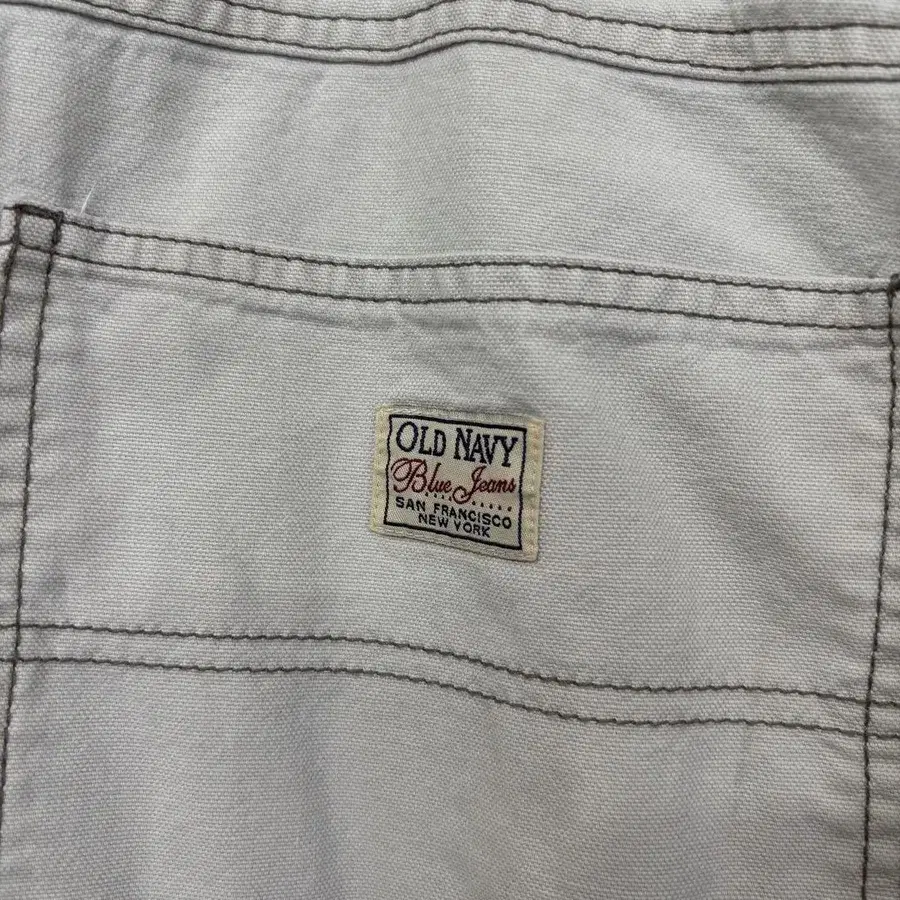 OLD NAVY
Blue Jeans
SAN FRANCISCO
NEW YORK